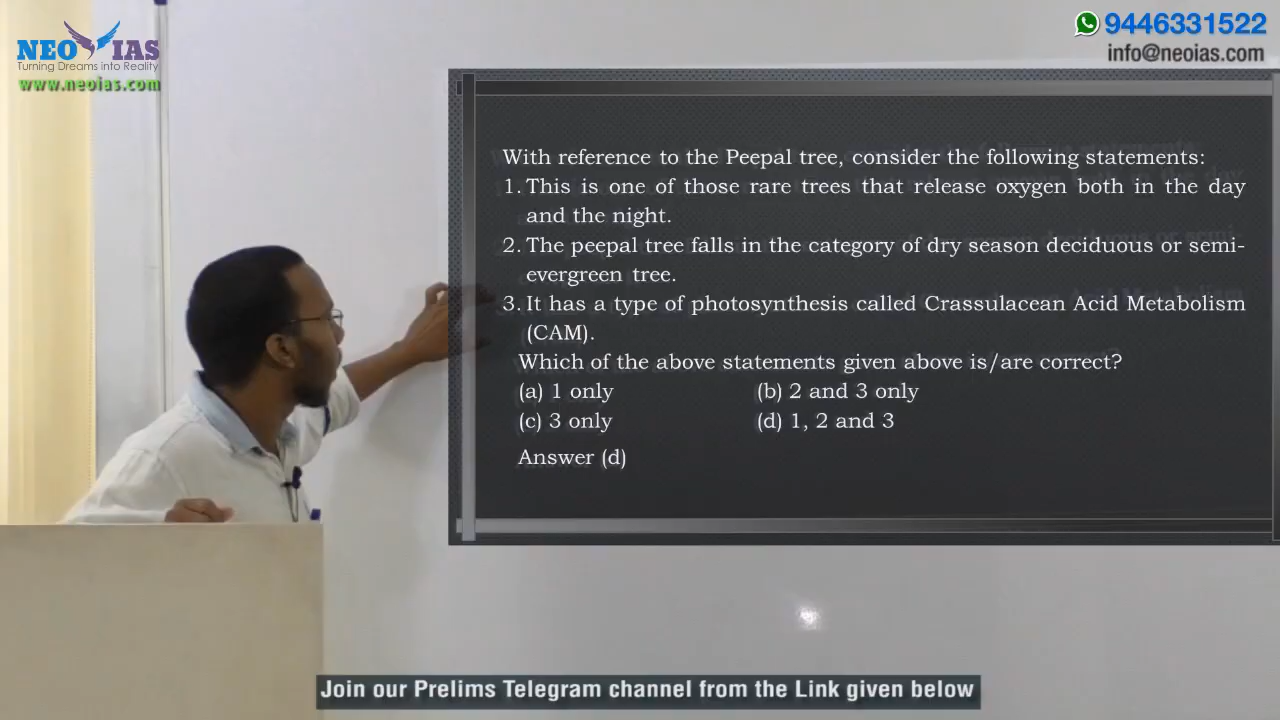 NEO IAS
Turning Dreams into Reality
www.neoias.com
9446331522
info@neoias.com
With reference to the Peepal tree, consider the following statements:
1. This is one of those rare trees that release oxygen both in the day
and the night.
2. The peepal tree falls in the category of dry season deciduous or semi-
evergreen tree.
3. It has a type of photosynthesis called Crassulacean Acid Metabolism
(CAM).
Which of the above statements given above is/are correct?
(a) 1 only (b) 2 and 3 only
(c) 3 only (d) 1, 2 and 3
Answer (d)
Join our Prelims Telegram channel from the Link given below